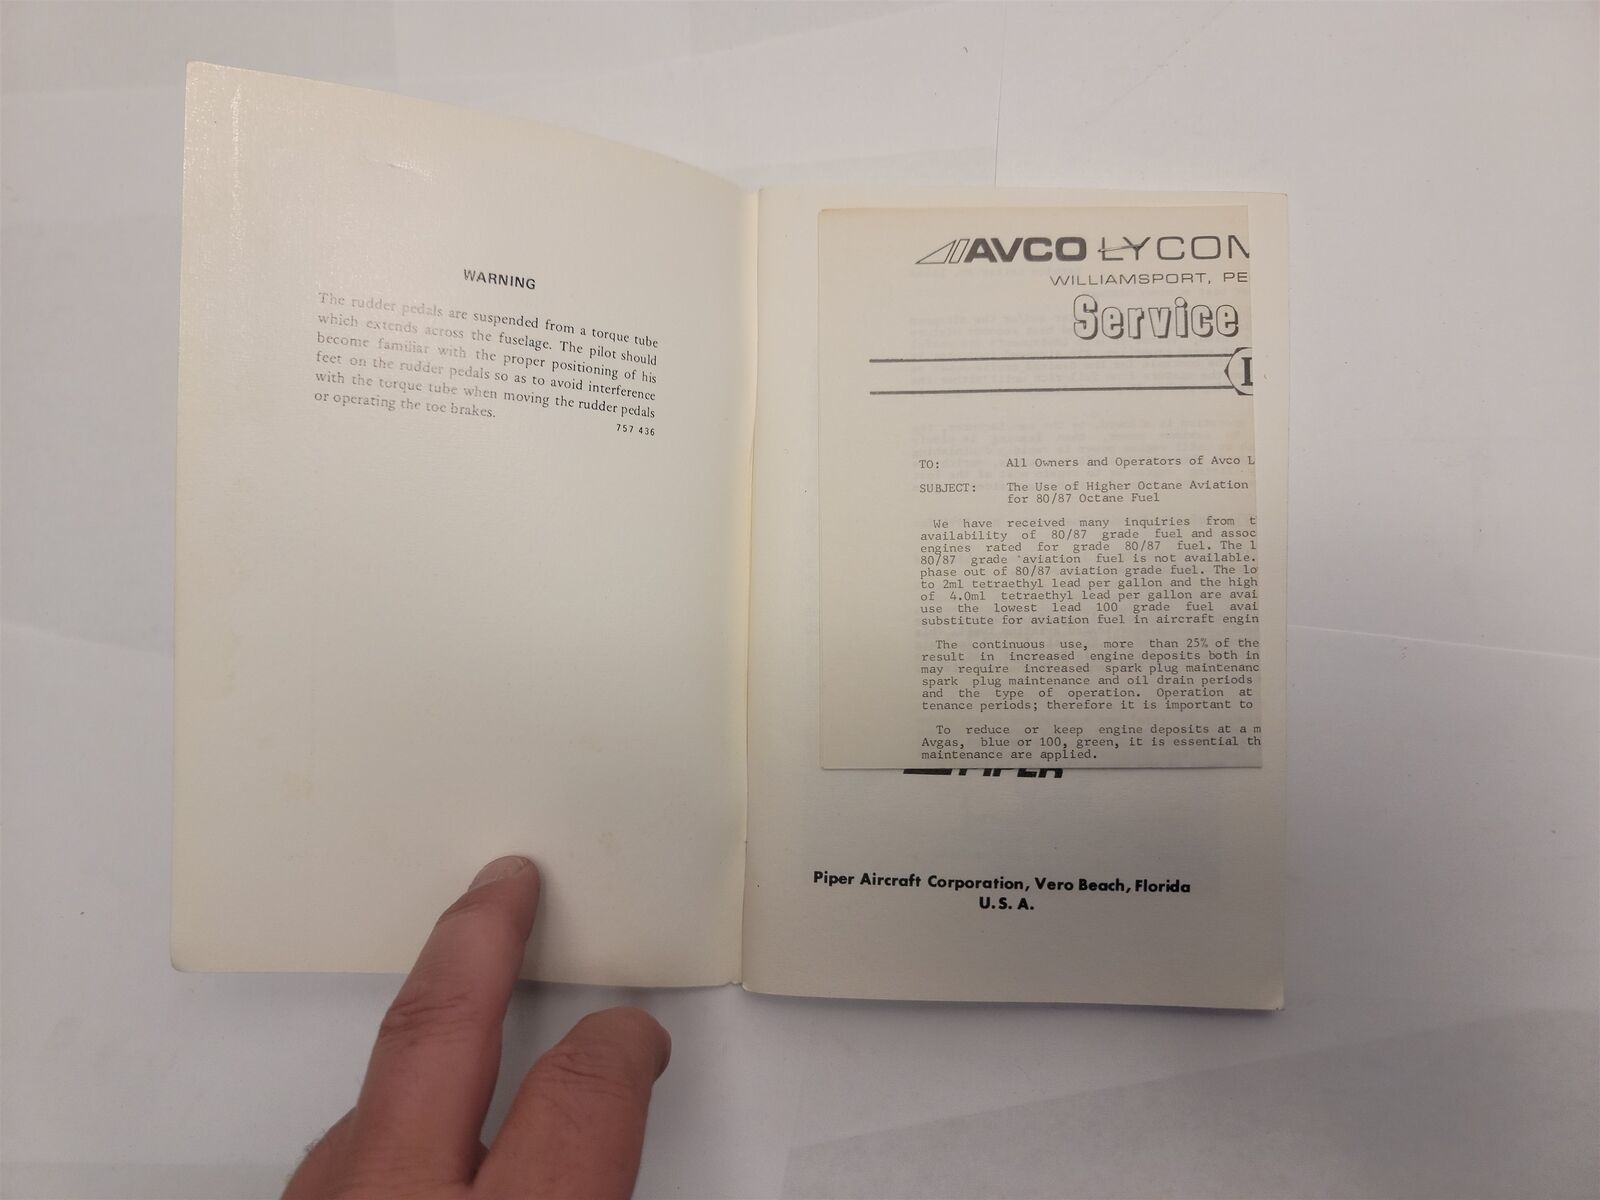 WARNING
The rudder pedals are suspended from a torque tube
which extends across the fuselage. The pilot should
become familiar with the proper positioning of his
feet on the rudder pedals so as to avoid interference
with the torque tube when moving the rudder pedals
or operating the toe brakes.
757 436
AVCO LYCON
WILLIAMSPORT, PE
Service
TO: All Owners and Operators of Avco L
SUBJECT: The Use of Higher Octane Aviation
for 80/87 Octane Fuel
We have received many inquiries from t
availability of 80/87 grade fuel and assoc
engines rated for grade 80/87 fuel. The l
80/87 grade aviation fuel is not available.
phase out of 80/87 aviation grade fuel. The lo
to 2ml tetraethyl lead per gallon and the high
of 4.0ml tetraethyl lead per gallon are avai
use the lowest lead 100 grade fuel avai
substitute for aviation fuel in aircraft engin
The continuous use, more than 25% of the
result in increased engine deposits both in
may require increased spark plug maintenanc
spark plug maintenance and oil drain periods
and the type of operation. Operation at
tenance periods; therefore it is important to
To reduce or keep engine deposits at a m
Avgas, blue or 100, green, it is essential th
maintenance are applied.
PIPER
Piper Aircraft Corporation, Vero Beach, Florida
U. S. A.